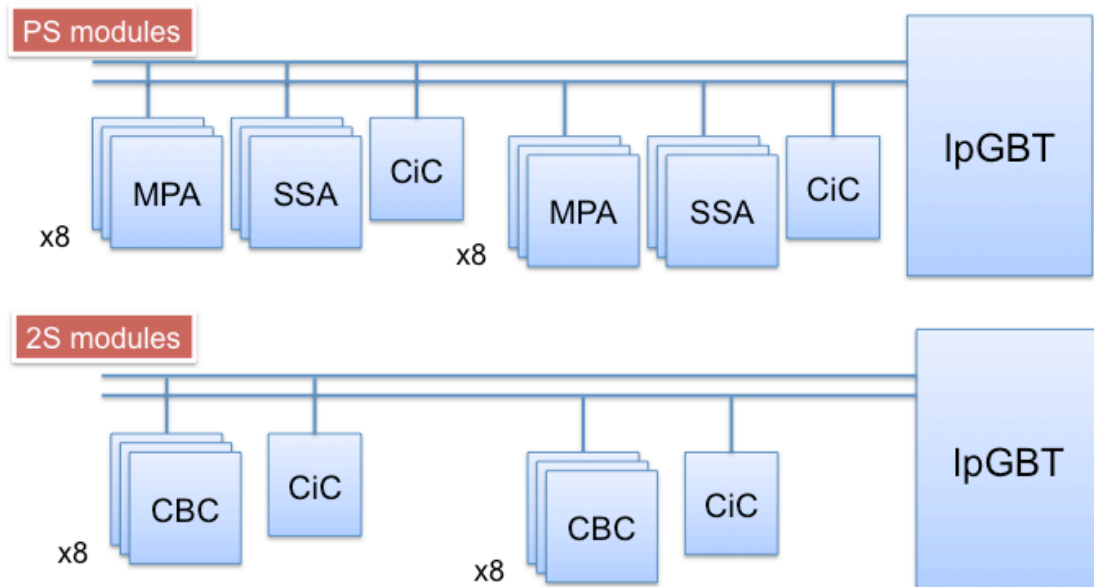 PS modules
MPA
SSA
CiC
x8
MPA
SSA
CiC
x8
lpGBT
2S modules
CBC
CiC
x8
CBC
CiC
x8
lpGBT